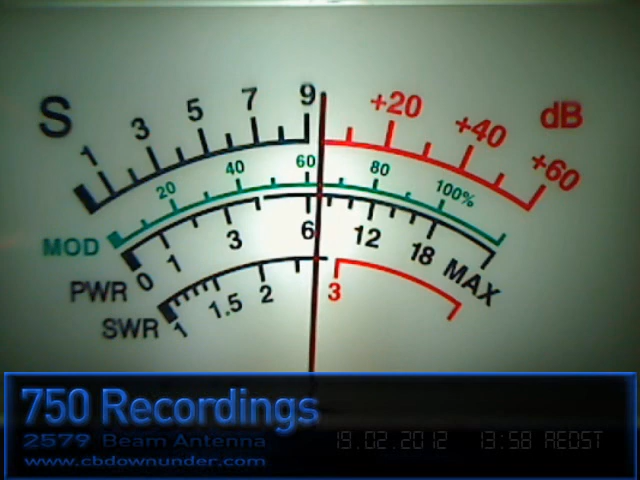 S 1 3 5 7 9 +20 +40 +60 dB
MOD 20 40 60 80 100%
PWR 0 1 3 6 12 18 MAX
SWR 1 1.5 2 3
750 Recordings
2579 Beam Antenna
19.02.2012 13:58 AEDST
www.cbdownunder.com